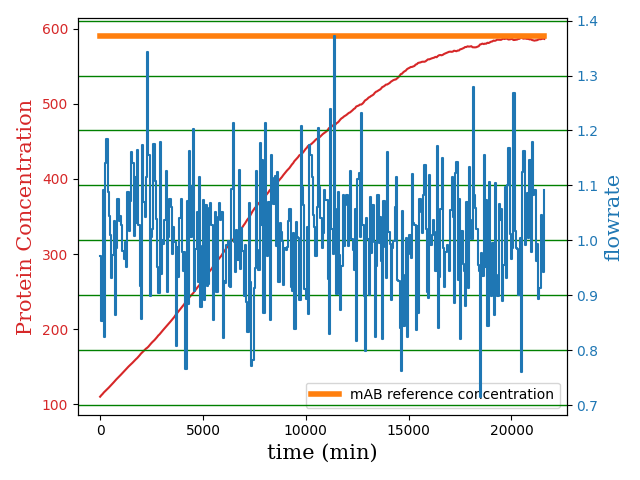 600
500
400
300
200
100
Protein Concentration
1.4
1.3
1.2
1.1
1.0
0.9
0.8
0.7
flowrate
mAB reference concentration
0 5000 10000 15000 20000
time (min)